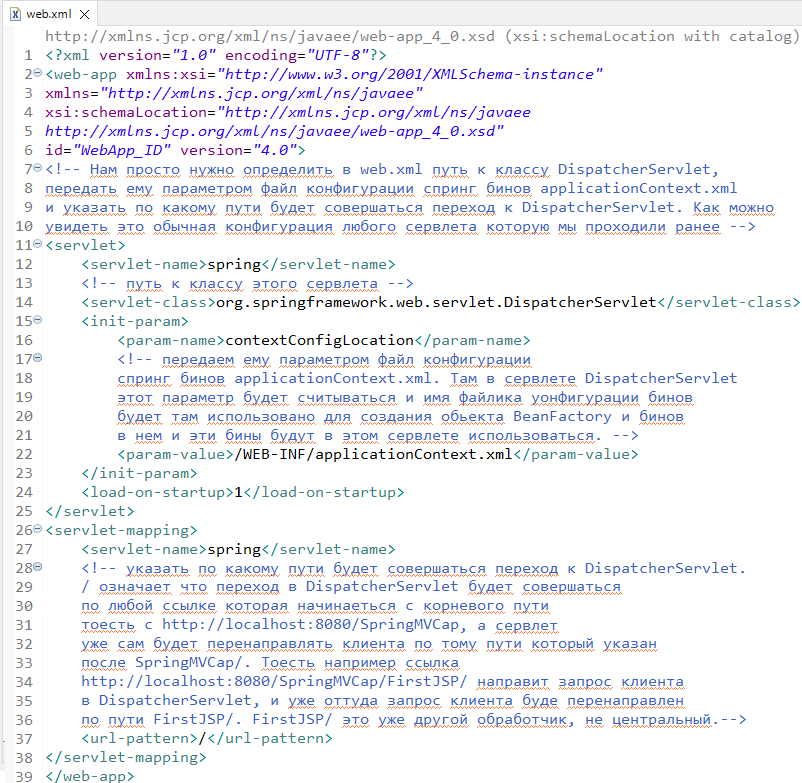 web.xml
http://xmlns.jcp.org/xml/ns/javaee/web-app_4_0.xsd (xsi:schemaLocation with catalog)
1 <?xml version="1.0" encoding="UTF-8"?>
2 <web-app xmlns:xsi="http://www.w3.org/2001/XMLSchema-instance"
3 xmlns="http://xmlns.jcp.org/xml/ns/javaee"
4 xsi:schemaLocation="http://xmlns.jcp.org/xml/ns/javaee
5 http://xmlns.jcp.org/xml/ns/javaee/web-app_4_0.xsd"
6 id="WebApp_ID" version="4.0">
7 <!-- Нам просто нужно определить в web.xml путь к классу DispatcherServlet,
8 передать ему параметром файл конфигурации спринг бинов applicationContext.xml
9 и указать по какому пути будет совершаться переход к DispatcherServlet. Как можно
10 увидеть это обычная конфигурация любого сервлета которую мы проходили ранее -->
11 <servlet>
12 <servlet-name>spring</servlet-name>
13 <!-- путь к классу этого сервлета -->
14 <servlet-class>org.springframework.web.servlet.DispatcherServlet</servlet-class>
15 <init-param>
16 <param-name>contextConfigLocation</param-name>
17 <!-- передаем ему параметром файл конфигурации
18 спринг бинов applicationContext.xml. Там в сервлете DispatcherServlet
19 этот параметр будет считываться и имя файлика уонфигурации бинов
20 будет там использовано для создания обьекта BeanFactory и бинов
21 в нем и эти бины будут в этом сервлете использоваться. -->
22 <param-value>/WEB-INF/applicationContext.xml</param-value>
23 </init-param>
24 <load-on-startup>1</load-on-startup>
25 </servlet>
26 <servlet-mapping>
27 <servlet-name>spring</servlet-name>
28 <!-- указать по какому пути будет совершаться переход к DispatcherServlet.
29 / означает что переход в DispatcherServlet будет совершаться
30 по любой ссылке которая начинаеться с корневого пути
31 тоесть с http://localhost:8080/SpringMVCap, а сервлет
32 уже сам будет перенаправлять клиента по тому пути который указан
33 после SpringMVCap/. Тоесть например ссылка
34 http://localhost:8080/SpringMVCap/FirstJSP/ направит запрос клиента
35 в DispatcherServlet, и уже оттуда запрос клиента буде перенаправлен
36 по пути FirstJSP/. FirstJSP/ это уже другой обработчик, не центральный.-->
37 <url-pattern>/</url-pattern>
38 </servlet-mapping>
39 </web-app>